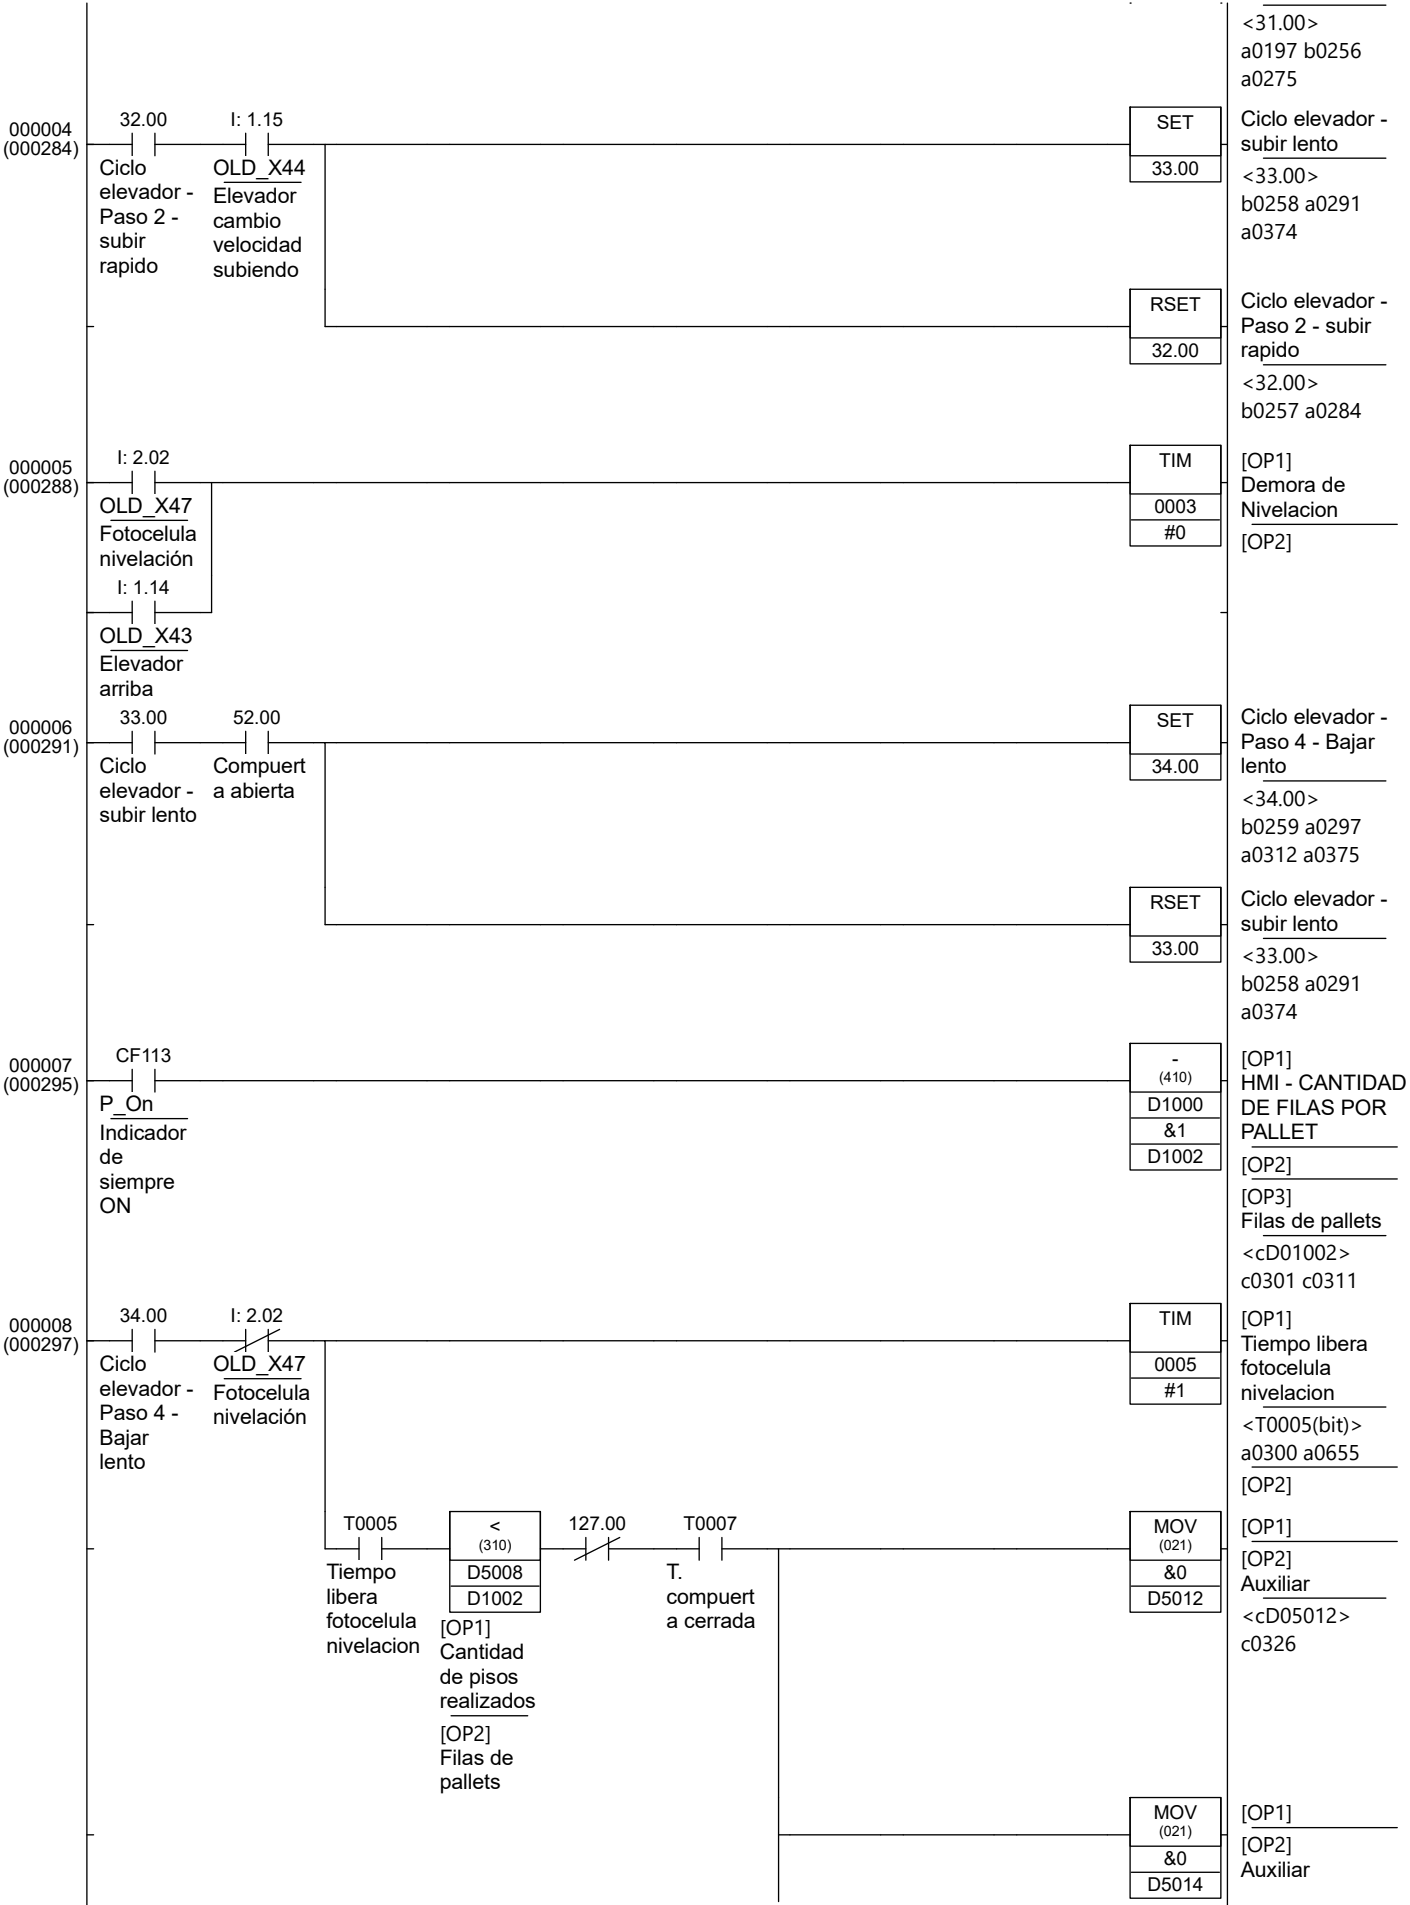 <31.00>
a0197 b0256
a0275
000004
(000284)
32.00
Ciclo
elevador -
Paso 2 -
subir
rapido
I: 1.15
OLD_X44
Elevador
cambio
velocidad
subiendo
SET
33.00
Ciclo elevador -
subir lento
<33.00>
b0258 a0291
a0374
RSET
32.00
Ciclo elevador -
Paso 2 - subir
rapido
<32.00>
b0257 a0284
000005
(000288)
I: 2.02
OLD_X47
Fotocelula
nivelación
I: 1.14
OLD_X43
Elevador
arriba
TIM
0003
#0
[OP1]
Demora de
Nivelacion
[OP2]
000006
(000291)
33.00
Ciclo
elevador -
subir lento
52.00
Compuert
a abierta
SET
34.00
Ciclo elevador -
Paso 4 - Bajar
lento
<34.00>
b0259 a0297
a0312 a0375
RSET
33.00
Ciclo elevador -
subir lento
<33.00>
b0258 a0291
a0374
000007
(000295)
CF113
P_On
Indicador
de
siempre
ON
-
(410)
D1000
&1
D1002
[OP1]
HMI - CANTIDAD
DE FILAS POR
PALLET
[OP2]
[OP3]
Filas de pallets
<cD01002>
c0301 c0311
000008
(000297)
34.00
Ciclo
elevador -
Paso 4 -
Bajar
lento
I: 2.02
OLD_X47
Fotocelula
nivelación
TIM
0005
#1
[OP1]
Tiempo libera
fotocelula
nivelacion
<T0005(bit)>
a0300 a0655
[OP2]
T0005
Tiempo
libera
fotocelula
nivelacion
<
(310)
D5008
D1002
[OP1]
Cantidad
de pisos
realizados
[OP2]
Filas de
pallets
127.00
T0007
T.
compuert
a cerrada
MOV
(021)
&0
D5012
[OP1]
[OP2]
Auxiliar
<cD05012>
c0326
MOV
(021)
&0
D5014
[OP1]
[OP2]
Auxiliar